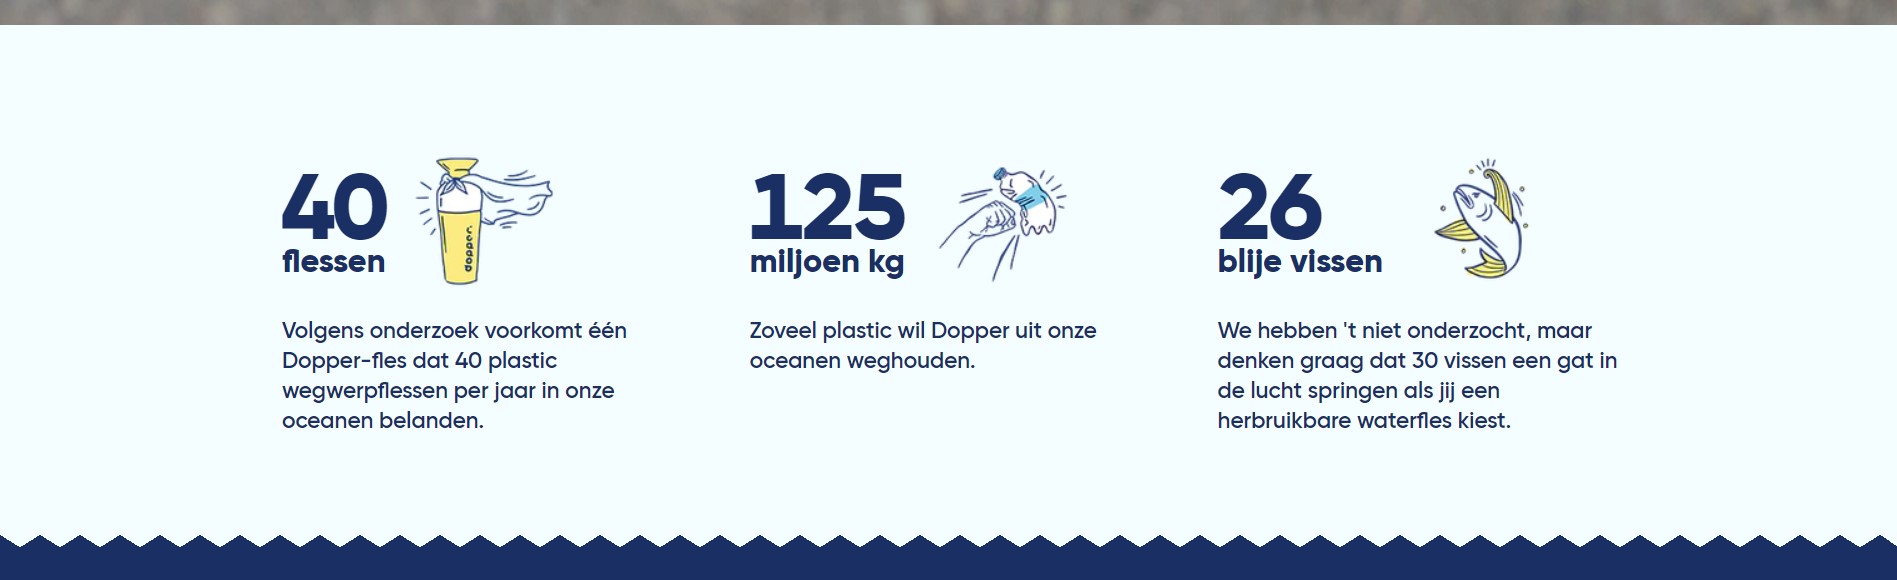 40
flessen
dopper
Volgens onderzoek voorkomt één
Dopper-fles dat 40 plastic
wegwerpflessen per jaar in onze
oceanen belanden.
125
miljoen kg
Zoveel plastic wil Dopper uit onze
oceanen weghouden.
26
blije vissen
We hebben 't niet onderzocht, maar
denken graag dat 30 vissen een gat in
de lucht springen als jij een
herbruikbare waterfles kiest.